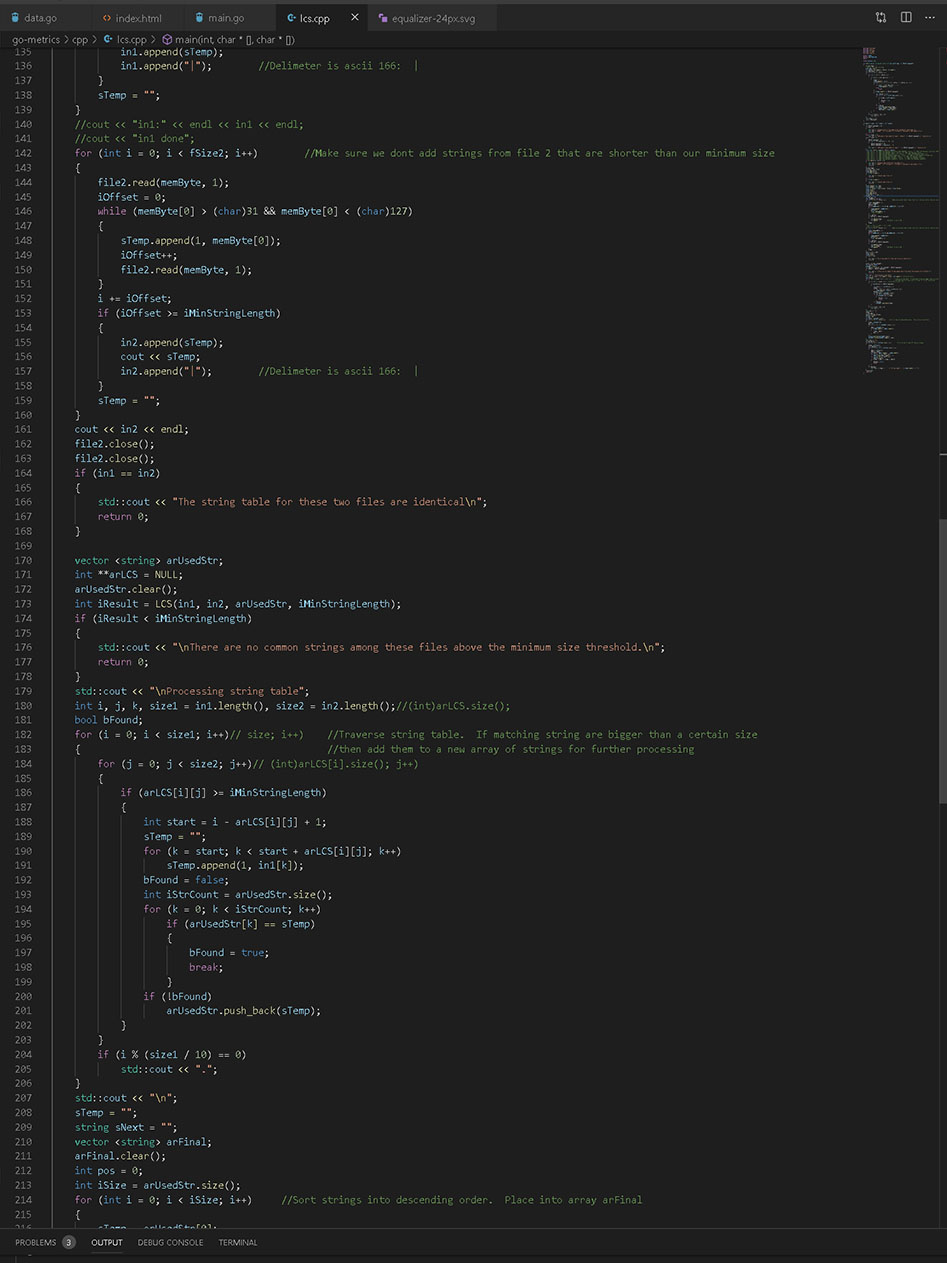 data.go <> index.html main.go lcs.cpp × equalizer-24px.svg ...
go-metrics > cpp > lcs.cpp > main(int, char * [], char * [])
135 in1.append(sTemp);
136 in1.append("|"); //Delimeter is ascii 166: |
137 }
138 sTemp = "";
139 }
140 //cout << "in1:" << endl << in1 << endl;
141 //cout << "in1 done";
142 for (int i = 0; i < fSize2; i++) //Make sure we dont add strings from file 2 that are shorter than our minimum size
143 {
144 file2.read(memByte, 1);
145 iOffset = 0;
146 while (memByte[0] > (char)31 && memByte[0] < (char)127)
147 {
148 sTemp.append(1, memByte[0]);
149 iOffset++;
150 file2.read(memByte, 1);
151 }
152 i += iOffset;
153 if (iOffset >= iMinStringLength)
154 {
155 in2.append(sTemp);
156 cout << sTemp;
157 in2.append("|"); //Delimeter is ascii 166: |
158 }
159 sTemp = "";
160 }
161 cout << in2 << endl;
162 file2.close();
163 file2.close();
164 if (in1 == in2)
165 {
166 std::cout << "The string table for these two files are identical\n";
167 return 0;
168 }
169
170 vector <string> arUsedStr;
171 int **arLCS = NULL;
172 arUsedStr.clear();
173 int iResult = LCS(in1, in2, arUsedStr, iMinStringLength);
174 if (iResult < iMinStringLength)
175 {
176 std::cout << "\nThere are no common strings among these files above the minimum size threshold.\n";
177 return 0;
178 }
179 std::cout << "\nProcessing string table";
180 int i, j, k, size1 = in1.length(), size2 = in2.length();//(int)arLCS.size();
181 bool bFound;
182 for (i = 0; i < size1; i++)// size; i++) //Traverse string table. If matching string are bigger than a certain size
183 { //then add them to a new array of strings for further processing
184 for (j = 0; j < size2; j++)// (int)arLCS[i].size(); j++)
185 {
186 if (arLCS[i][j] >= iMinStringLength)
187 {
188 int start = i - arLCS[i][j] + 1;
189 sTemp = "";
190 for (k = start; k < start + arLCS[i][j]; k++)
191 sTemp.append(1, in1[k]);
192 bFound = false;
193 int iStrCount = arUsedStr.size();
194 for (k = 0; k < iStrCount; k++)
195 if (arUsedStr[k] == sTemp)
196 {
197 bFound = true;
198 break;
199 }
200 if (!bFound)
201 arUsedStr.push_back(sTemp);
202 }
203 }
204 if (i % (size1 / 10) == 0)
205 std::cout << ".";
206 }
207 std::cout << "\n";
208 sTemp = "";
209 string sNext = "";
210 vector <string> arFinal;
211 arFinal.clear();
212 int pos = 0;
213 int iSize = arUsedStr.size();
214 for (int i = 0; i < iSize; i++) //Sort strings into descending order. Place into array arFinal
215 {
216 sTemp = arUsedStr[0];
PROBLEMS 3 OUTPUT DEBUG CONSOLE TERMINAL